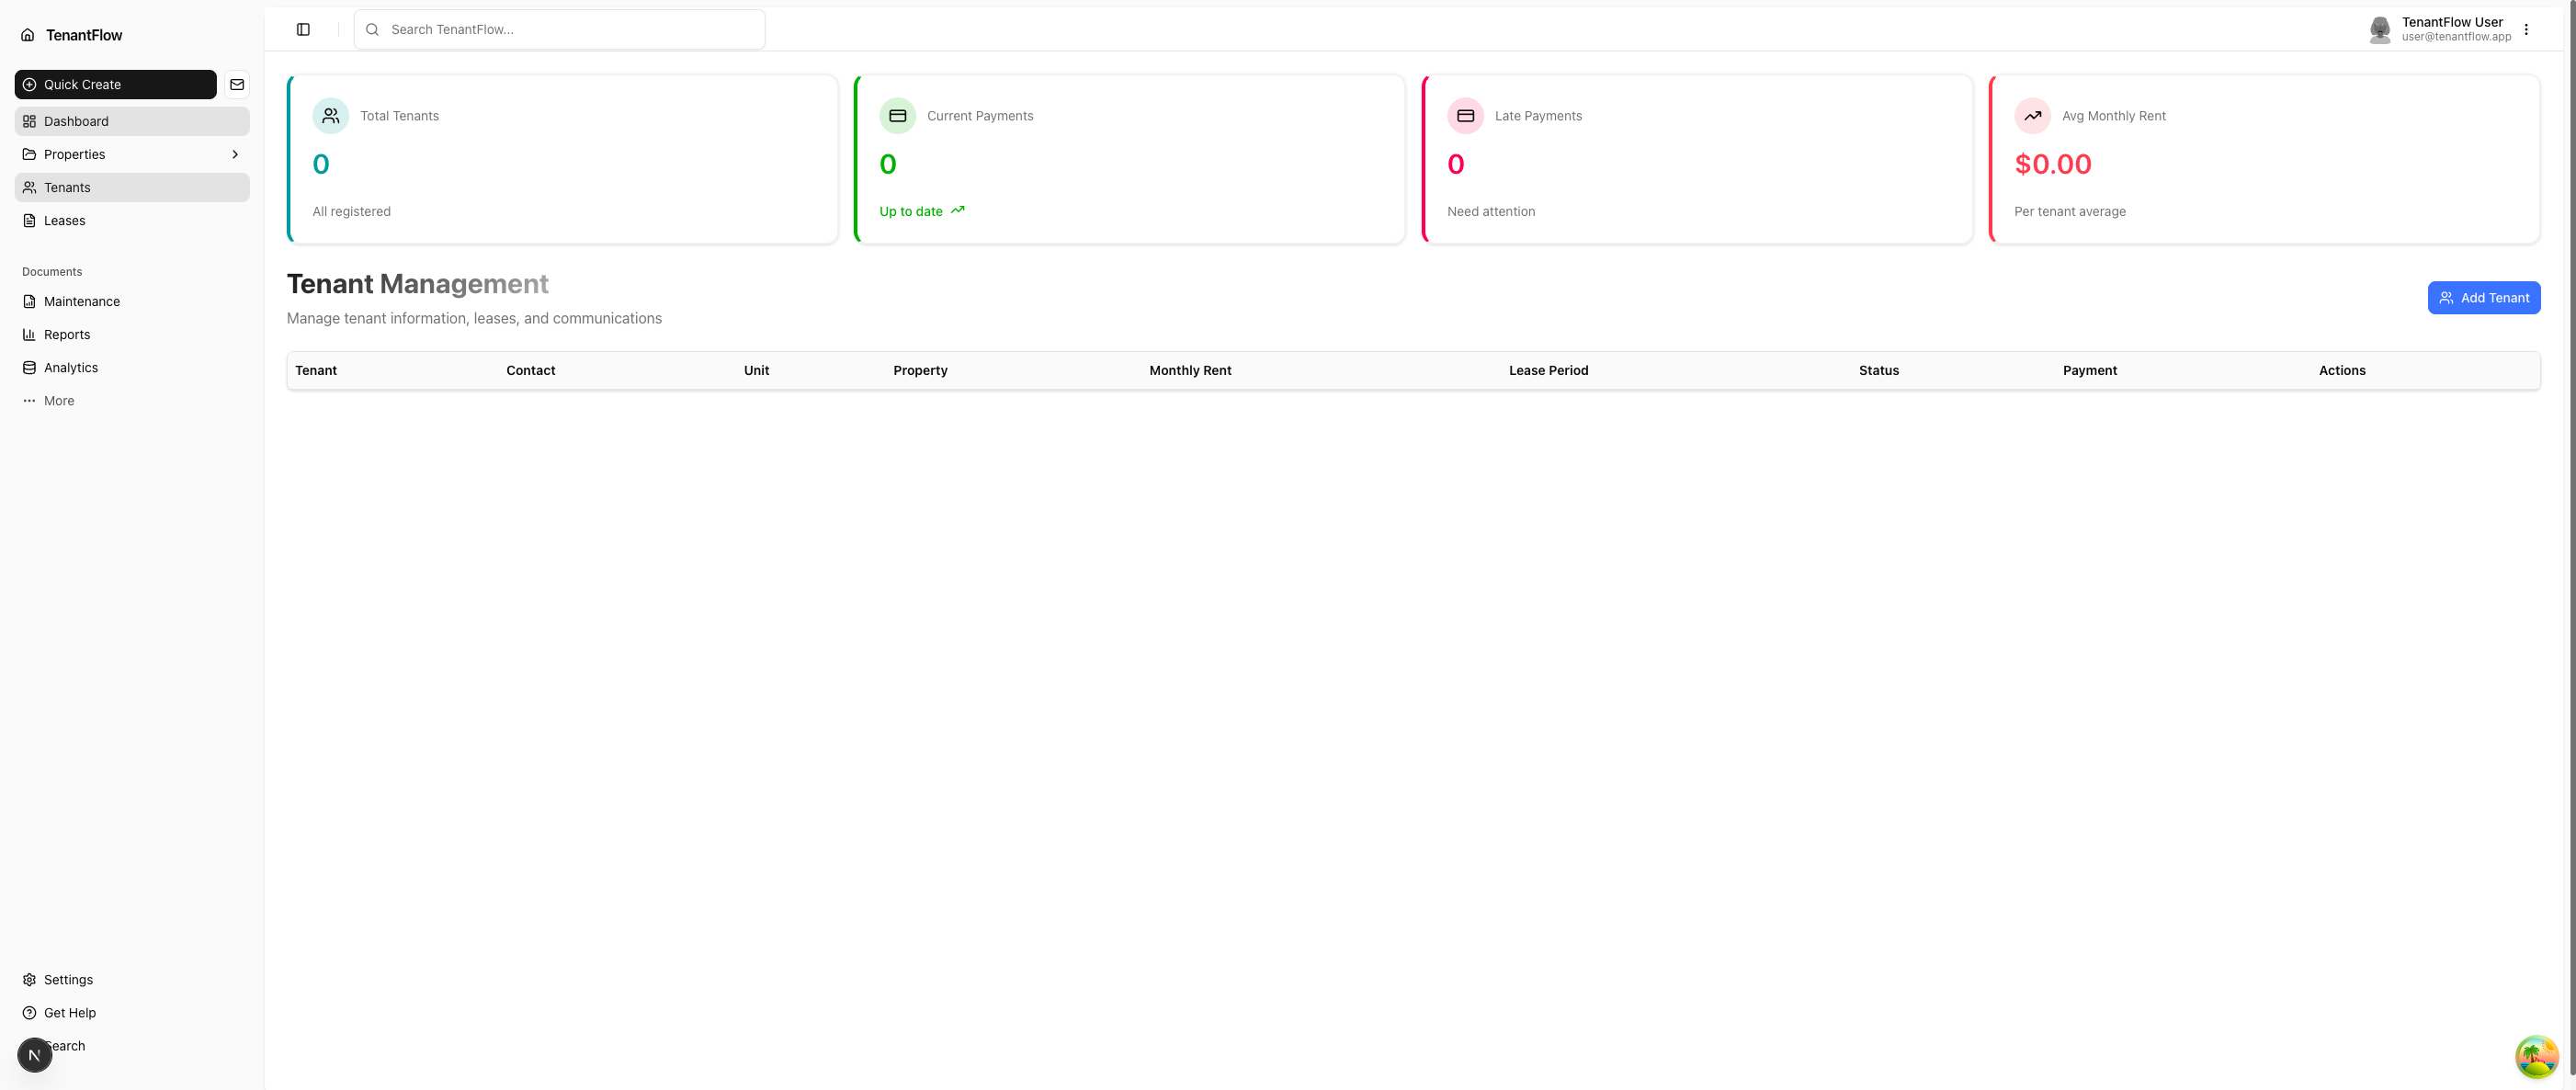 TenantFlow
Quick Create
Dashboard
Properties
Tenants
Leases
Documents
Maintenance
Reports
Analytics
More
Settings
Get Help
Search
N
Search TenantFlow...
TenantFlow User
user@tenantflow.app
Total Tenants
0
All registered
Current Payments
0
Up to date
Late Payments
0
Need attention
Avg Monthly Rent
$0.00
Per tenant average
Tenant Management
Manage tenant information, leases, and communications
Add Tenant
Tenant Contact Unit Property Monthly Rent Lease Period Status Payment Actions